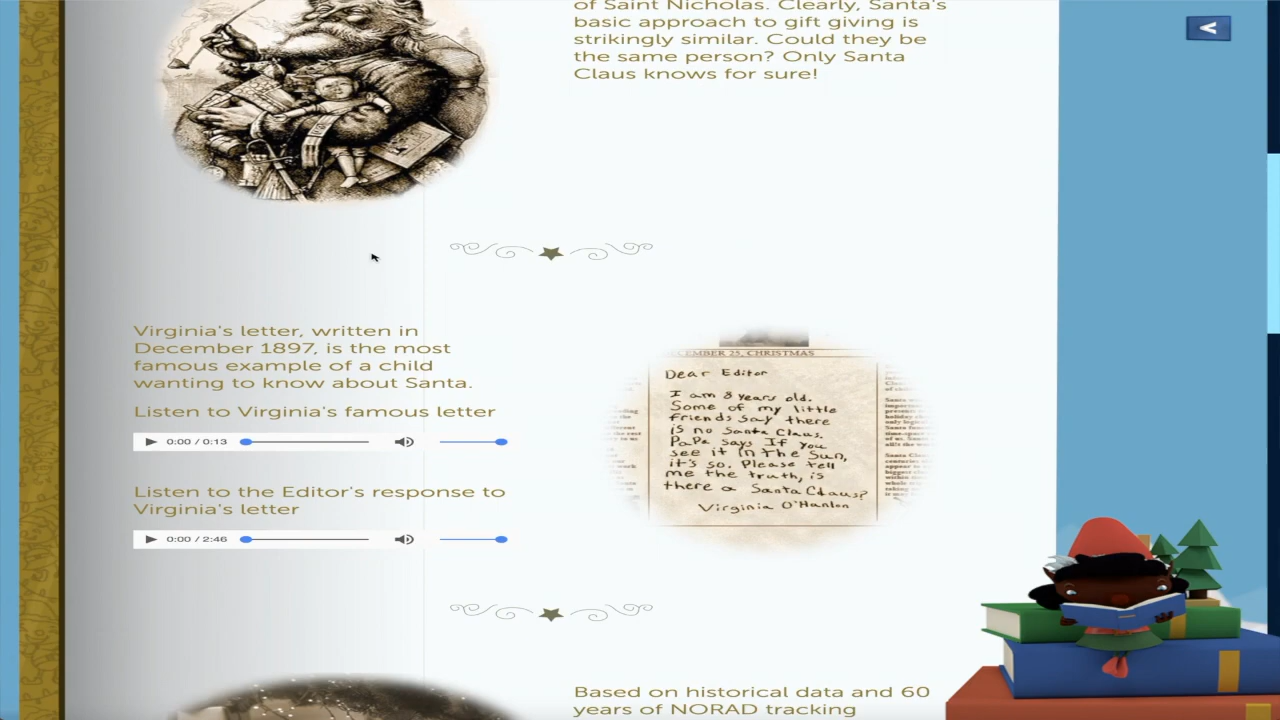 of Saint Nicholas. Clearly, Santa's
basic approach to gift giving is
strikingly similar. Could they be
the same person? Only Santa
Claus knows for sure!
Virginia's letter, written in
December 1897, is the most
famous example of a child
wanting to know about Santa.
Listen to Virginia's famous letter
0:00 / 0:13
Listen to the Editor's response to
Virginia's letter
0:00 / 2:46
CEMBER 25, CHRISTMAS
Dear Editor
I am 8 years old.
Some of my little
friends say there
is no Santa Claus.
Papa says If you
see it in The Sun,
it's so. Please tell
me the truth, is
there a Santa Claus?
Virginia O'Hanlon
Based on historical data and 60
years of NORAD tracking